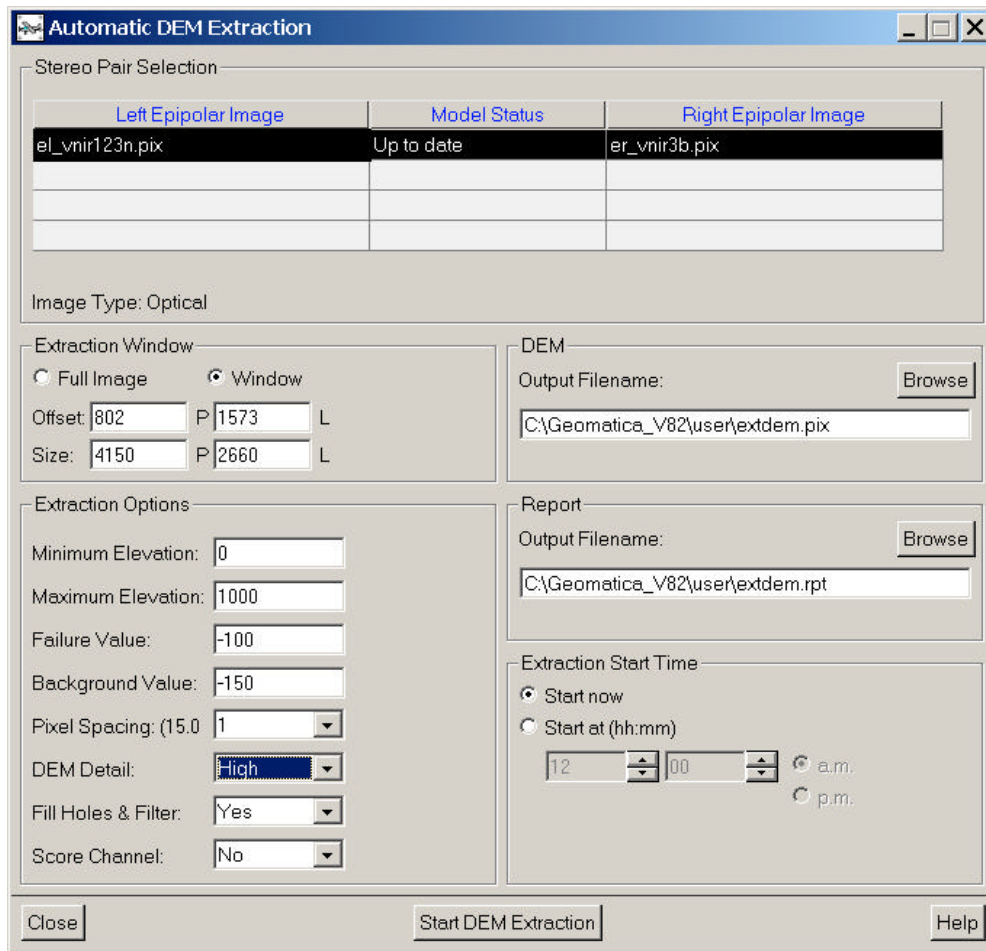 Automatic DEM Extraction
Stereo Pair Selection
Left Epipolar Image Model Status Right Epipolar Image
el_vnir123n.pix Up to date er_vnir3b.pix
Image Type: Optical
Extraction Window
Full Image Window
Offset: 802 P 1573 L
Size: 4150 P 2660 L
DEM
Output Filename: Browse
C:\Geomatica_V82\user\extdem.pix
Extraction Options
Minimum Elevation: 0
Maximum Elevation: 1000
Failure Value: -100
Background Value: -150
Pixel Spacing: (15.0 1
DEM Detail: High
Fill Holes & Filter: Yes
Score Channel: No
Report
Output Filename: Browse
C:\Geomatica_V82\user\extdem.rpt
Extraction Start Time
Start now
Start at (hh:mm)
12 00 a.m.
p.m.
Close Start DEM Extraction Help